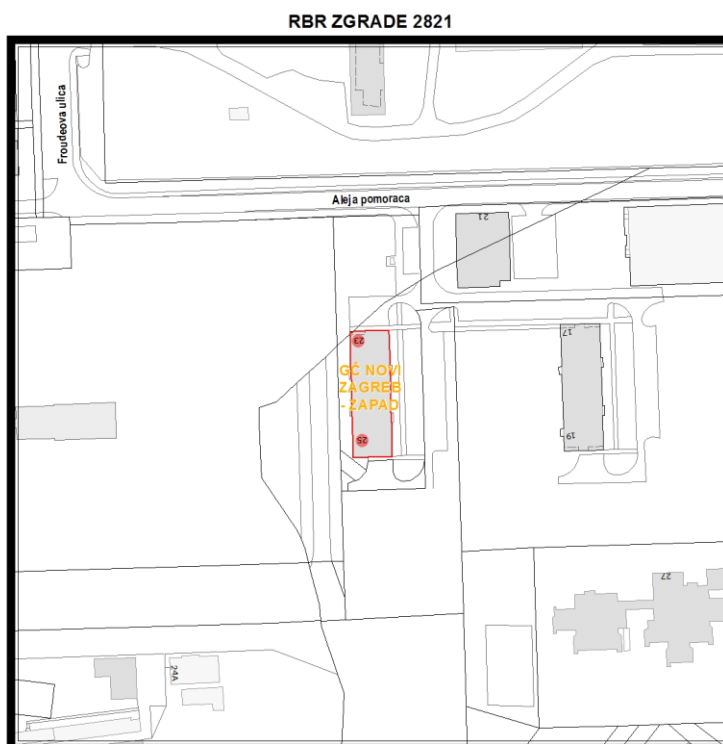 RBR ZGRADE 2821
Froudeova ulica
Aleja pomoraca
21
23
17
GČ NOVI
ZAGREB
- ZAPAD
25
19
27
24A